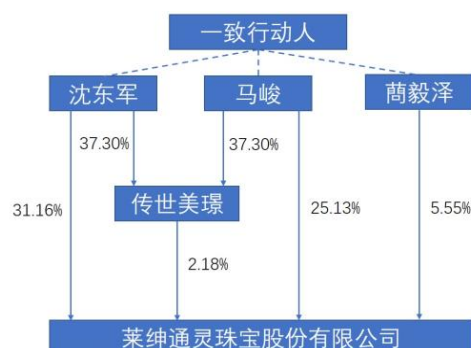 一致行动人
沈东军
马峻
蔄毅泽
37.30%
37.30%
31.16%
传世美璟
25.13%
5.55%
2.18%
莱绅通灵珠宝股份有限公司